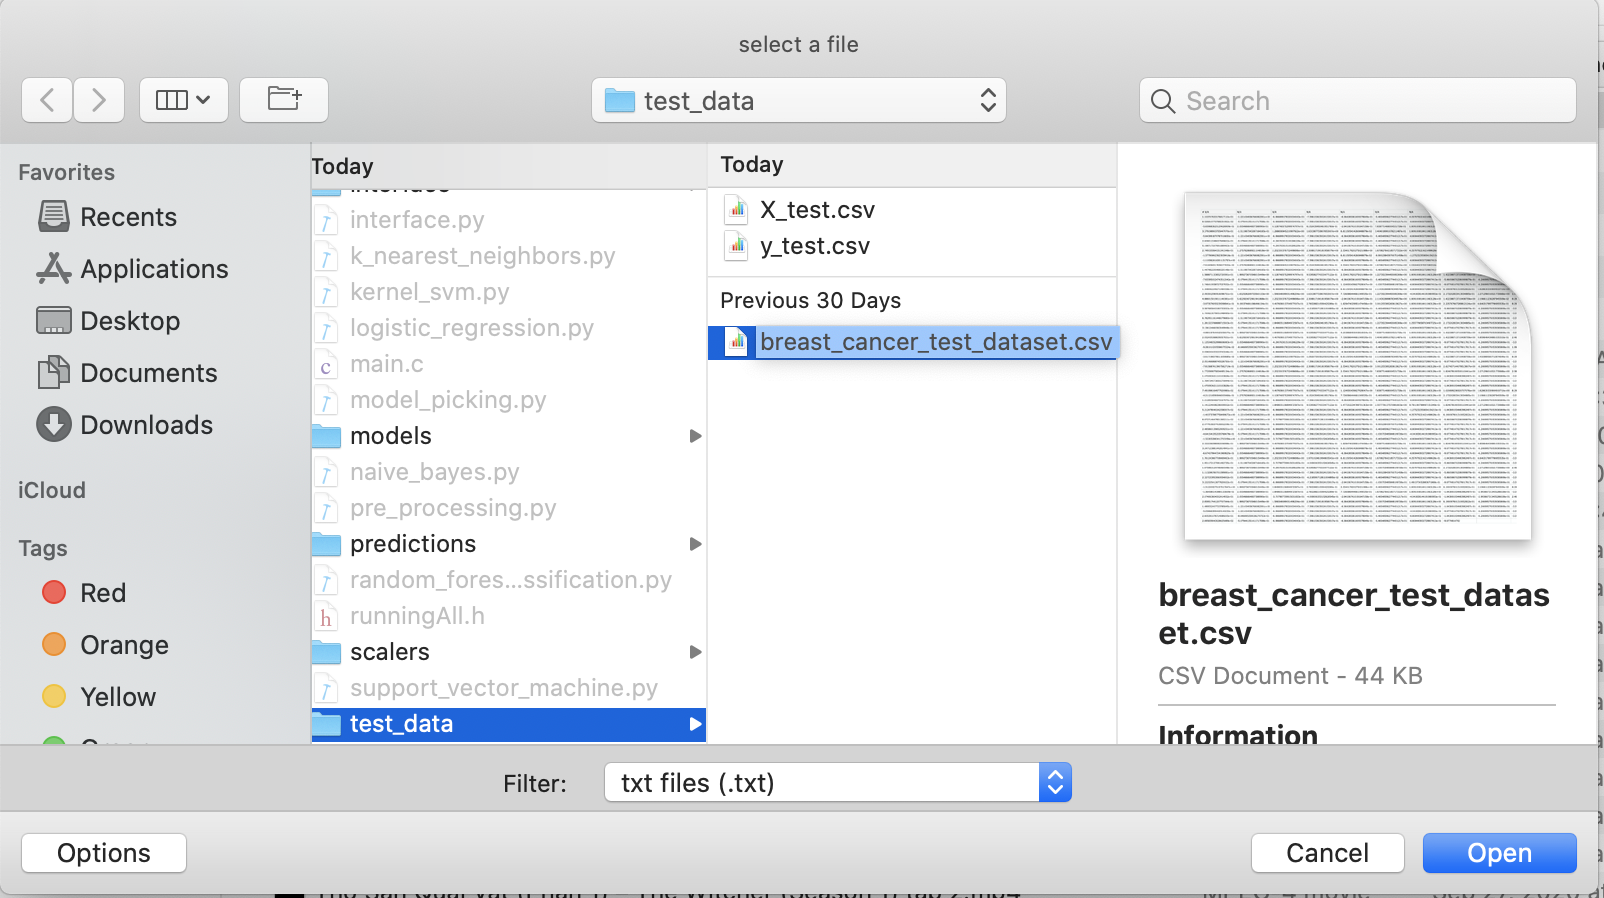 select a file
test_data
Search
Favorites
Recents
Applications
Desktop
Documents
Downloads
iCloud
Tags
Red
Orange
Yellow
Today
interface
interface.py
k_nearest_neighbors.py
kernel_svm.py
logistic_regression.py
main.c
model_picking.py
models
naive_bayes.py
pre_processing.py
predictions
random_fores...ssification.py
runningAll.h
scalers
support_vector_machine.py
test_data
Today
X_test.csv
y_test.csv
Previous 30 Days
breast_cancer_test_dataset.csv
breast_cancer_test_datas
et.csv
CSV Document - 44 KB
Information
Filter:
txt files (.txt)
Options
Cancel
Open